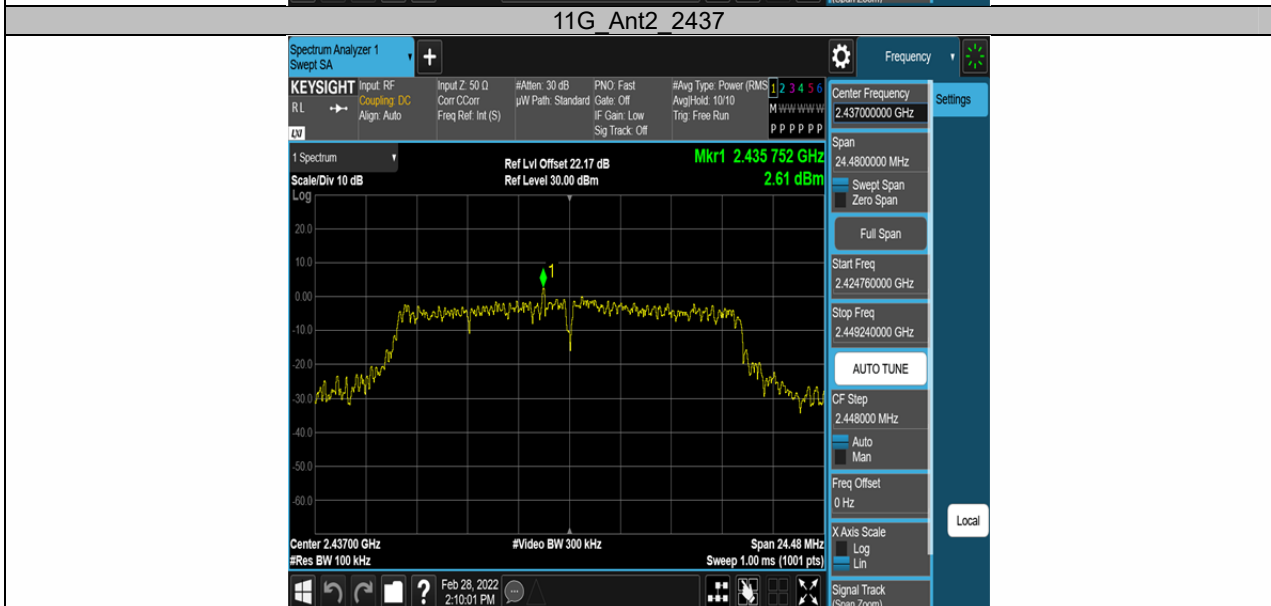 (Span Zoom)
11G_Ant2_2437
Spectrum Analyzer 1
Swept SA
+
Frequency
KEYSIGHT
RL
LXI
Input: RF
Coupling: DC
Align: Auto
Input Z: 50 Ω
Corr CCorr
Freq Ref: Int (S)
#Atten: 30 dB
µW Path: Standard
PNO: Fast
Gate: Off
IF Gain: Low
Sig Track: Off
#Avg Type: Power (RMS
Avg|Hold: 10/10
Trig: Free Run
1 2 3 4 5 6
M W W W W W
P P P P P P
1 Spectrum
Scale/Div 10 dB
Log
Ref Lvl Offset 22.17 dB
Ref Level 30.00 dBm
Mkr1 2.435 752 GHz
2.61 dBm
20.0
10.0
0.00
-10.0
-20.0
-30.0
-40.0
-50.0
-60.0
1
Center 2.43700 GHz
#Res BW 100 kHz
#Video BW 300 kHz
Span 24.48 MHz
Sweep 1.00 ms (1001 pts)
Center Frequency
2.437000000 GHz
Span
24.4800000 MHz
Swept Span
Zero Span
Full Span
Start Freq
2.424760000 GHz
Stop Freq
2.449240000 GHz
AUTO TUNE
CF Step
2.448000 MHz
Auto
Man
Freq Offset
0 Hz
X Axis Scale
Log
Lin
Signal Track
(Span Zoom)
Settings
Local
?
Feb 28, 2022
2:10:01 PM